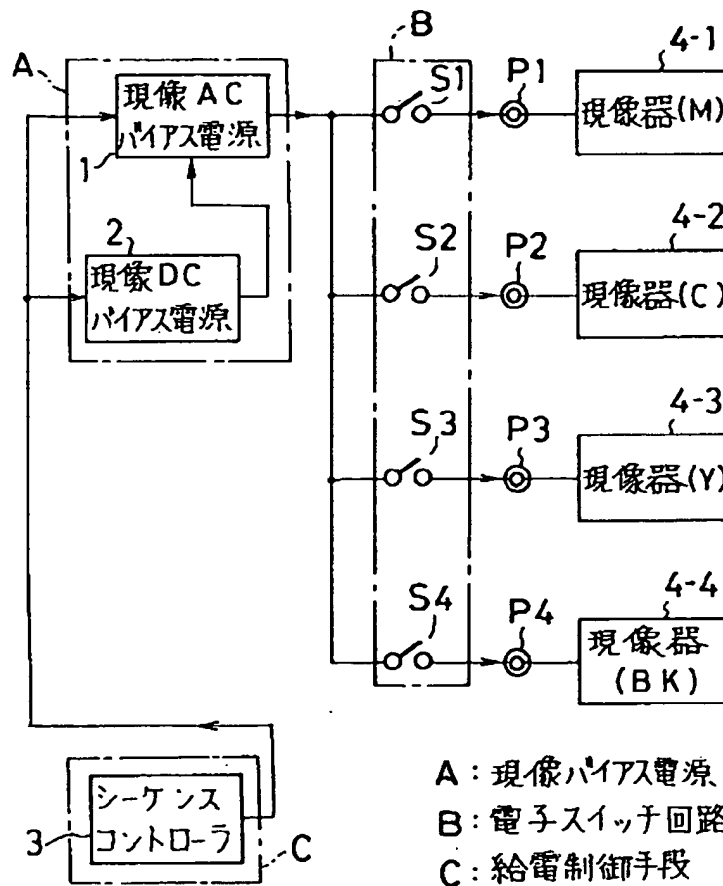 A
現像AC
バイアス電源
1
2
現像DC
バイアス電源
B
S1
P1
4-1
現像器(M)
S2
P2
4-2
現像器(C)
S3
P3
4-3
現像器(Y)
S4
P4
4-4
現像器
(BK)
シーケンス
コントローラ
3
C
A:現像バイアス電源
B:電子スイッチ回路
C:給電制御手段